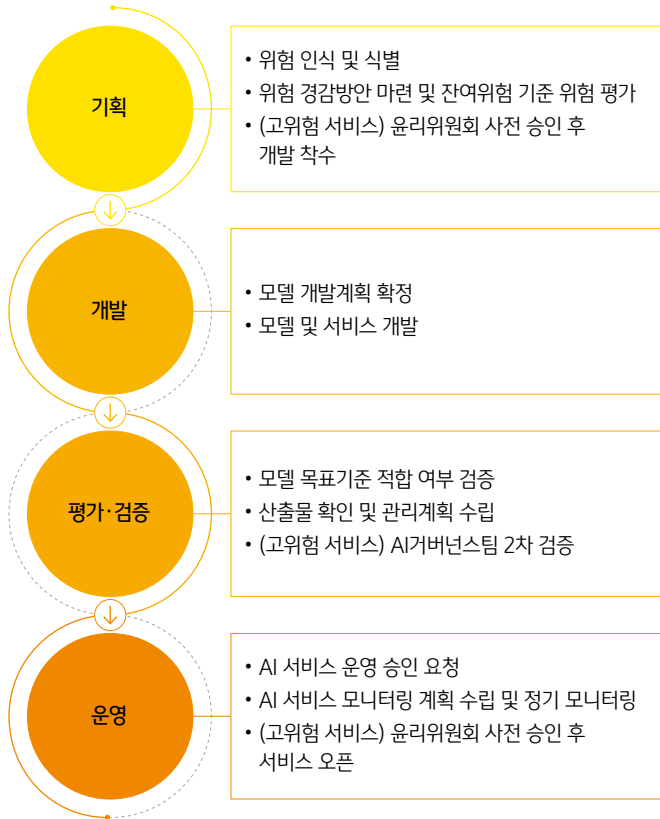 기획
• 위험 인식 및 식별
• 위험 경감방안 마련 및 잔여위험 기준 위험 평가
• (고위험 서비스) 윤리위원회 사전 승인 후
개발 착수
개발
• 모델 개발계획 확정
• 모델 및 서비스 개발
평가·검증
• 모델 목표기준 적합 여부 검증
• 산출물 확인 및 관리계획 수립
• (고위험 서비스) AI거버넌스팀 2차 검증
운영
• AI 서비스 운영 승인 요청
• AI 서비스 모니터링 계획 수립 및 정기 모니터링
• (고위험 서비스) 윤리위원회 사전 승인 후
서비스 오픈